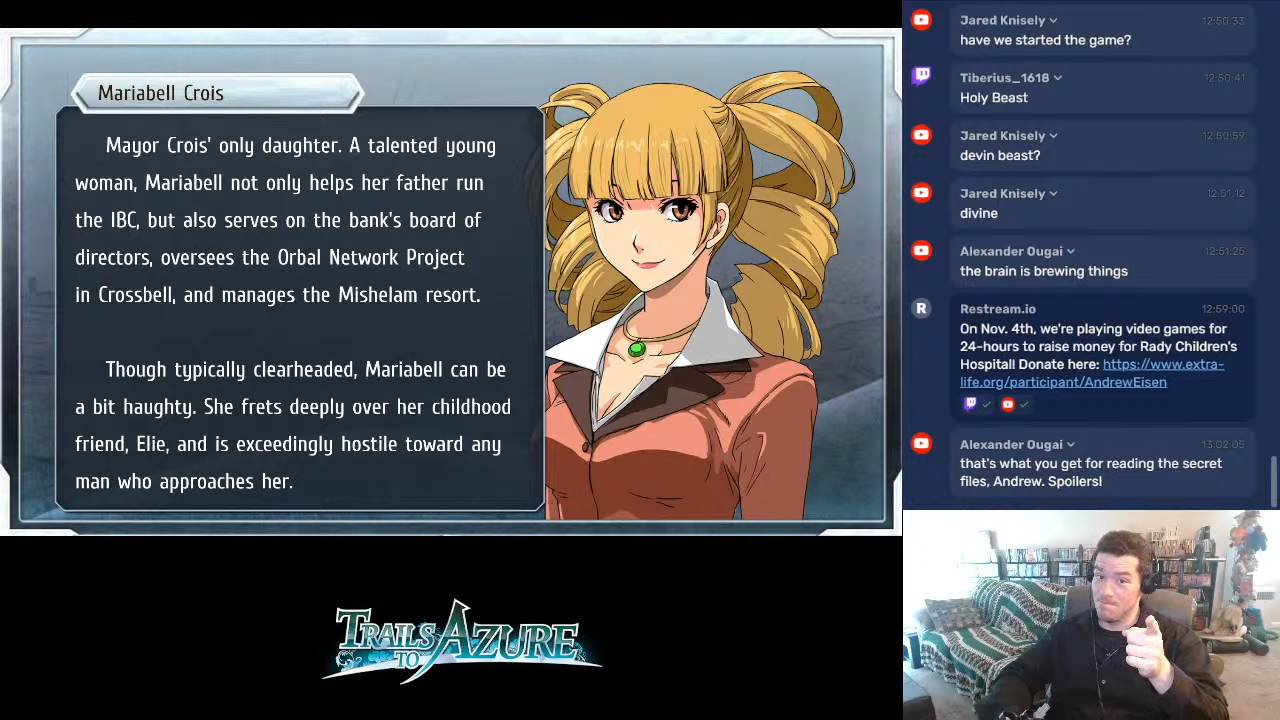 Mariabell Crois
Mayor Crois' only daughter. A talented young
woman, Mariabell not only helps her father run
the IBC, but also serves on the bank's board of
directors, oversees the Orbal Network Project
in Crossbell, and manages the Mishelam resort.
Though typically clearheaded, Mariabell can be
a bit haughty. She frets deeply over her childhood
friend, Elie, and is exceedingly hostile toward any
man who approaches her.
TRAILS
TO AZURE
Jared Knisely 12:50:33
have we started the game?
Tiberius_1618 12:50:41
Holy Beast
Jared Knisely 12:50:59
devin beast?
Jared Knisely 12:51:12
divine
Alexander Ougai 12:51:25
the brain is brewing things
R Restream.io 12:59:00
On Nov. 4th, we're playing video games for
24-hours to raise money for Rady Children's
Hospital! Donate here: https://www.extra-
life.org/participant/AndrewEisen
Alexander Ougai 13:02:05
that's what you get for reading the secret
files, Andrew. Spoilers!